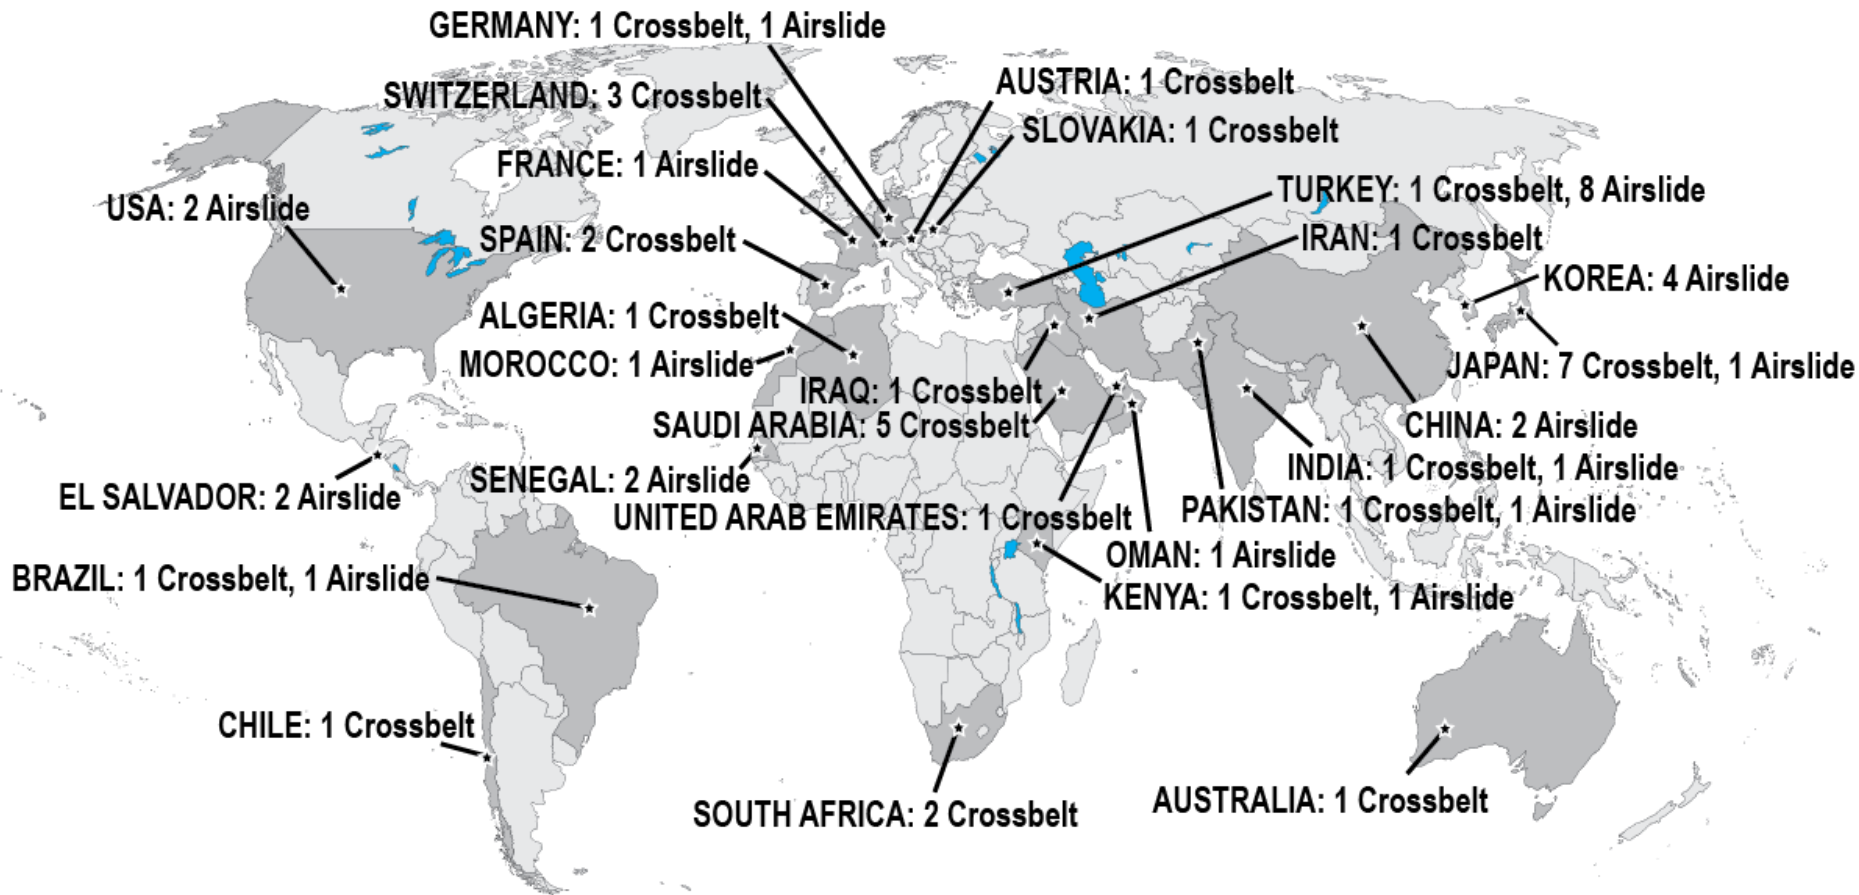 GERMANY: 1 Crossbelt, 1 Airslide
AUSTRIA: 1 Crossbelt
SWITZERLAND: 3 Crossbelt
SLOVAKIA: 1 Crossbelt
FRANCE: 1 Airslide
TURKEY: 1 Crossbelt, 8 Airslide
USA: 2 Airslide
SPAIN: 2 Crossbelt
IRAN: 1 Crossbelt
KOREA: 4 Airslide
ALGERIA: 1 Crossbelt
MOROCCO: 1 Airslide
JAPAN: 7 Crossbelt, 1 Airslide
IRAQ: 1 Crossbelt
SAUDI ARABIA: 5 Crossbelt
CHINA: 2 Airslide
INDIA: 1 Crossbelt, 1 Airslide
SENEGAL: 2 Airslide
EL SALVADOR: 2 Airslide
PAKISTAN: 1 Crossbelt, 1 Airslide
UNITED ARAB EMIRATES: 1 Crossbelt
OMAN: 1 Airslide
BRAZIL: 1 Crossbelt, 1 Airslide
KENYA: 1 Crossbelt, 1 Airslide
CHILE: 1 Crossbelt
AUSTRALIA: 1 Crossbelt
SOUTH AFRICA: 2 Crossbelt